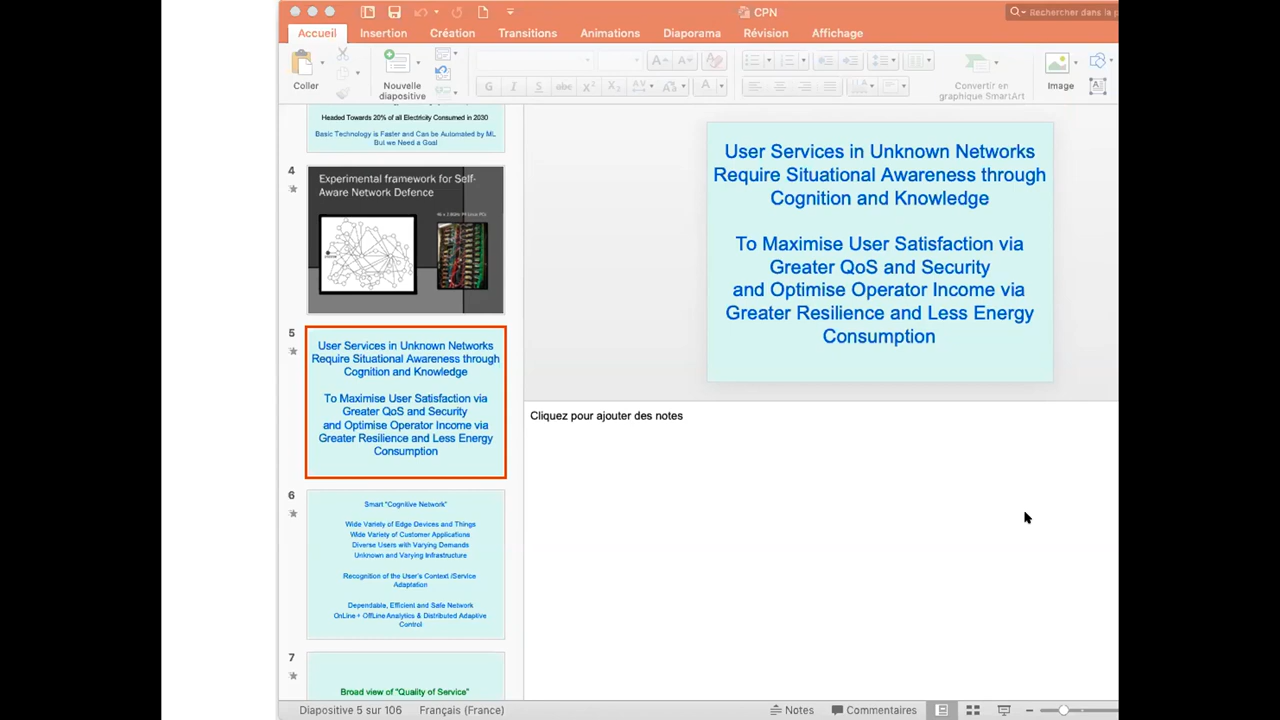 CPN
Rechercher dans la p
Accueil
Insertion
Création
Transitions
Animations
Diaporama
Révision
Affichage
Coller
Nouvelle
diapositive
G I S abc X² X₂
Convertir en
graphique SmartArt
Image
Headed Towards 20% of all Electricity Consumed in 2030
Basic Technology is Faster and Can be Automated by ML
But we Need a Goal
4
Experimental framework for Self-
Aware Network Defence
5
User Services in Unknown Networks
Require Situational Awareness through
Cognition and Knowledge
To Maximise User Satisfaction via
Greater QoS and Security
and Optimise Operator Income via
Greater Resilience and Less Energy
Consumption
6
Smart "Cognitive Network"
Wide Variety of Edge Devices and Things
Wide Variety of Customer Applications
Diverse Users with Varying Demands
Unknown and Varying Infrastructure
Recognition of the User's Context /Service
Adaptation
Dependable, Efficient and Safe Network
OnLine + OffLine Analytics & Distributed Adaptive
Control
7
Broad view of "Quality of Service"
User Services in Unknown Networks
Require Situational Awareness through
Cognition and Knowledge
To Maximise User Satisfaction via
Greater QoS and Security
and Optimise Operator Income via
Greater Resilience and Less Energy
Consumption
Cliquez pour ajouter des notes
Diapositive 5 sur 106
Français (France)
Notes
Commentaires